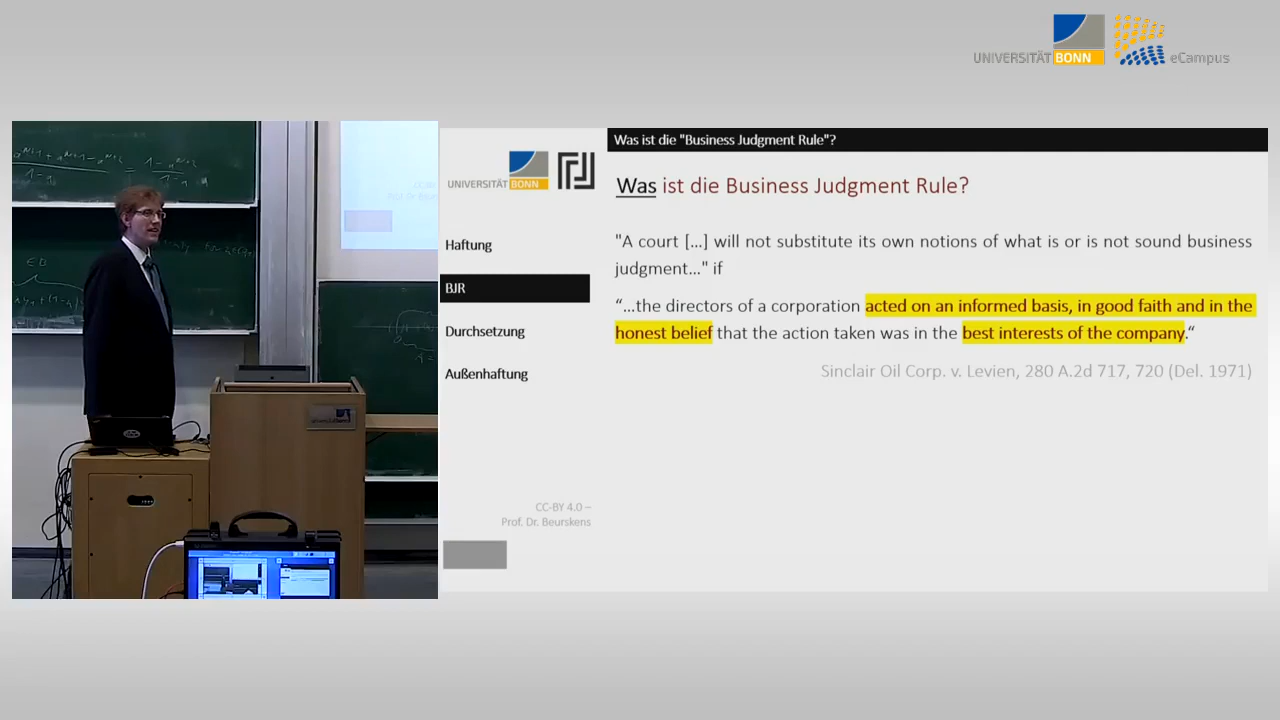 UNIVERSITÄT BONN eCampus
Was ist die "Business Judgment Rule"?
UNIVERSITÄT BONN
Was ist die Business Judgment Rule?
Haftung
BJR
Durchsetzung
Außenhaftung
"A court [...] will not substitute its own notions of what is or is not sound business
judgment..." if
“...the directors of a corporation acted on an informed basis, in good faith and in the
honest belief that the action taken was in the best interests of the company.“
Sinclair Oil Corp. v. Levien, 280 A.2d 717, 720 (Del. 1971)
CC-BY 4.0 –
Prof. Dr. Beurskens